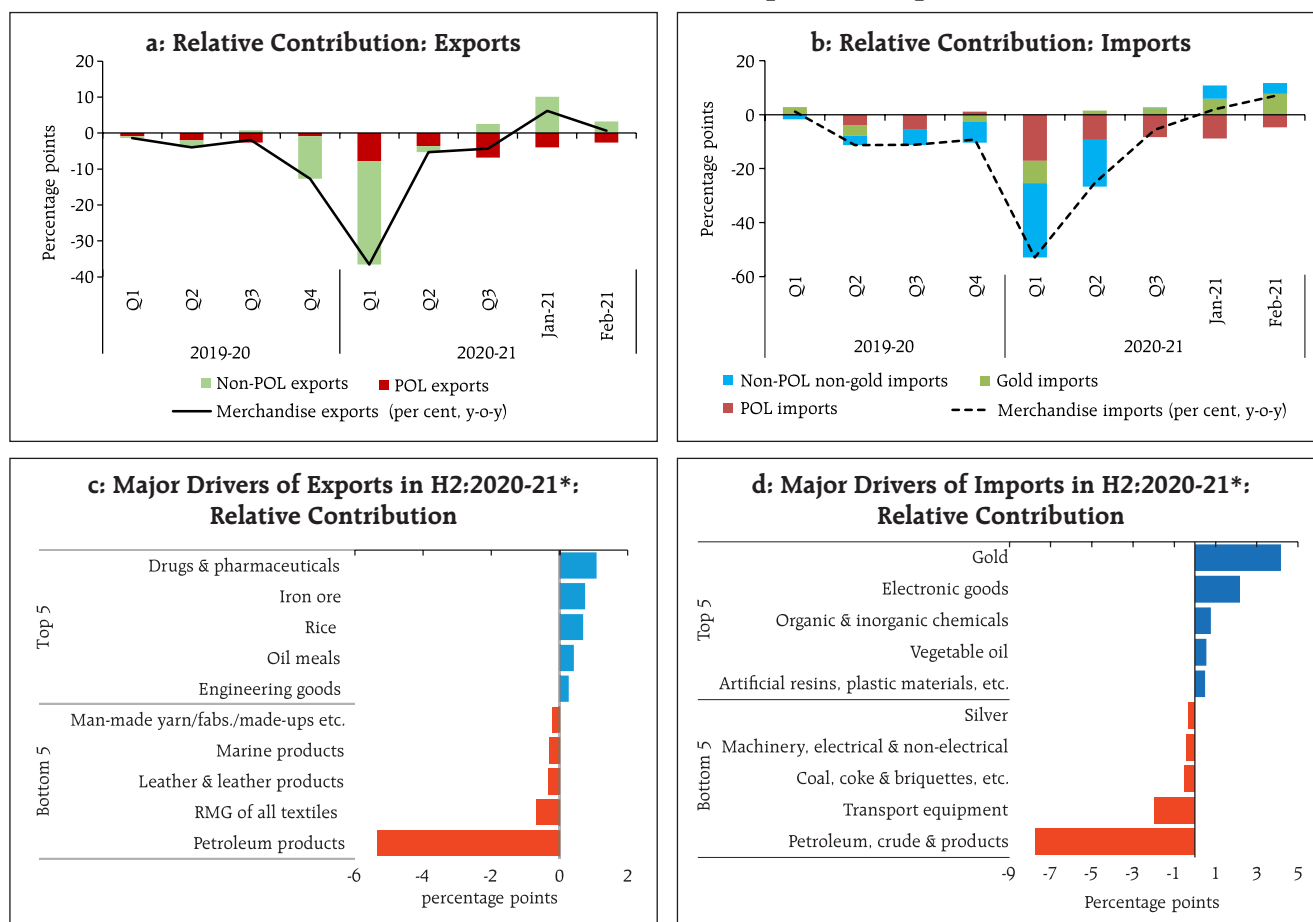 a: Relative Contribution: Exports
20
10
0
-10
-20
-30
-40
Percentage points
Q1
Q2
Q3
Q4
Q1
Q2
Q3
Jan-21
Feb-21
2019-20
2020-21
Non-POL exports
POL exports
Merchandise exports (per cent, y-o-y)
b: Relative Contribution: Imports
20
0
-20
-40
-60
Percentage points
Q1
Q2
Q3
Q4
Q1
Q2
Q3
Jan-21
Feb-21
2019-20
2020-21
Non-POL non-gold imports
Gold imports
POL imports
Merchandise imports (per cent, y-o-y)
c: Major Drivers of Exports in H2:2020-21*:
Relative Contribution
Top 5
Drugs & pharmaceuticals
Iron ore
Rice
Oil meals
Engineering goods
Bottom 5
Man-made yarn/fabs./made-ups etc.
Marine products
Leather & leather products
RMG of all textiles
Petroleum products
-6
-4
-2
0
2
percentage points
d: Major Drivers of Imports in H2:2020-21*:
Relative Contribution
Top 5
Gold
Electronic goods
Organic & inorganic chemicals
Vegetable oil
Artificial resins, plastic materials, etc.
Bottom 5
Silver
Machinery, electrical & non-electrical
Coal, coke & briquettes, etc.
Transport equipment
Petroleum, crude & products
-9
-7
-5
-3
-1
1
3
5
Percentage points